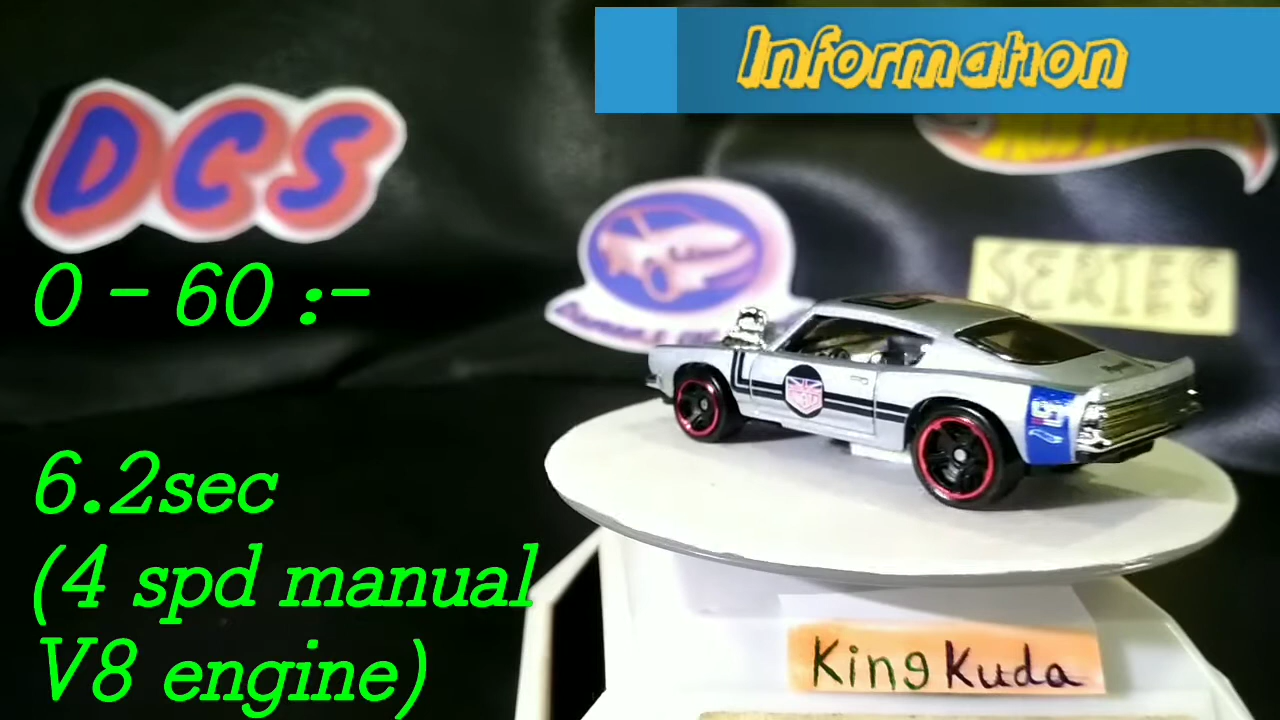 Information
DCS
SERIES
0 - 60 :-
6.2sec
(4 spd manual
V8 engine)
King Kuda